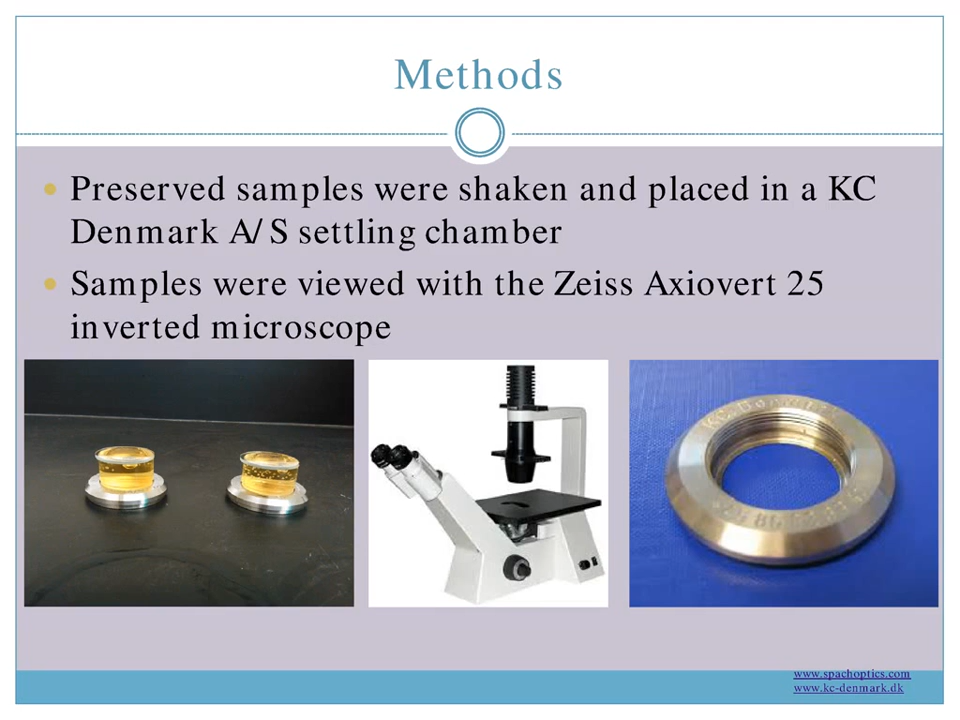 Methods
Preserved samples were shaken and placed in a KC
Denmark A/S settling chamber
Samples were viewed with the Zeiss Axiovert 25
inverted microscope
www.spachoptics.com
www.kc-denmark.dk